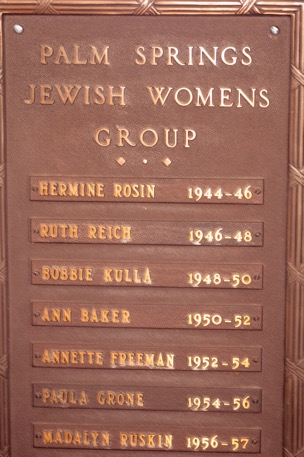 PALM SPRINGS
JEWISH WOMENS
GROUP
HERMINE ROSIN 1944-46
RUTH REICH 1946-48
BOBBIE KULLA 1948-50
ANN BAKER 1950-52
ANNETTE FREEMAN 1952-54
PAULA GRONE 1954-56
MADALYN RUSKIN 1956-57